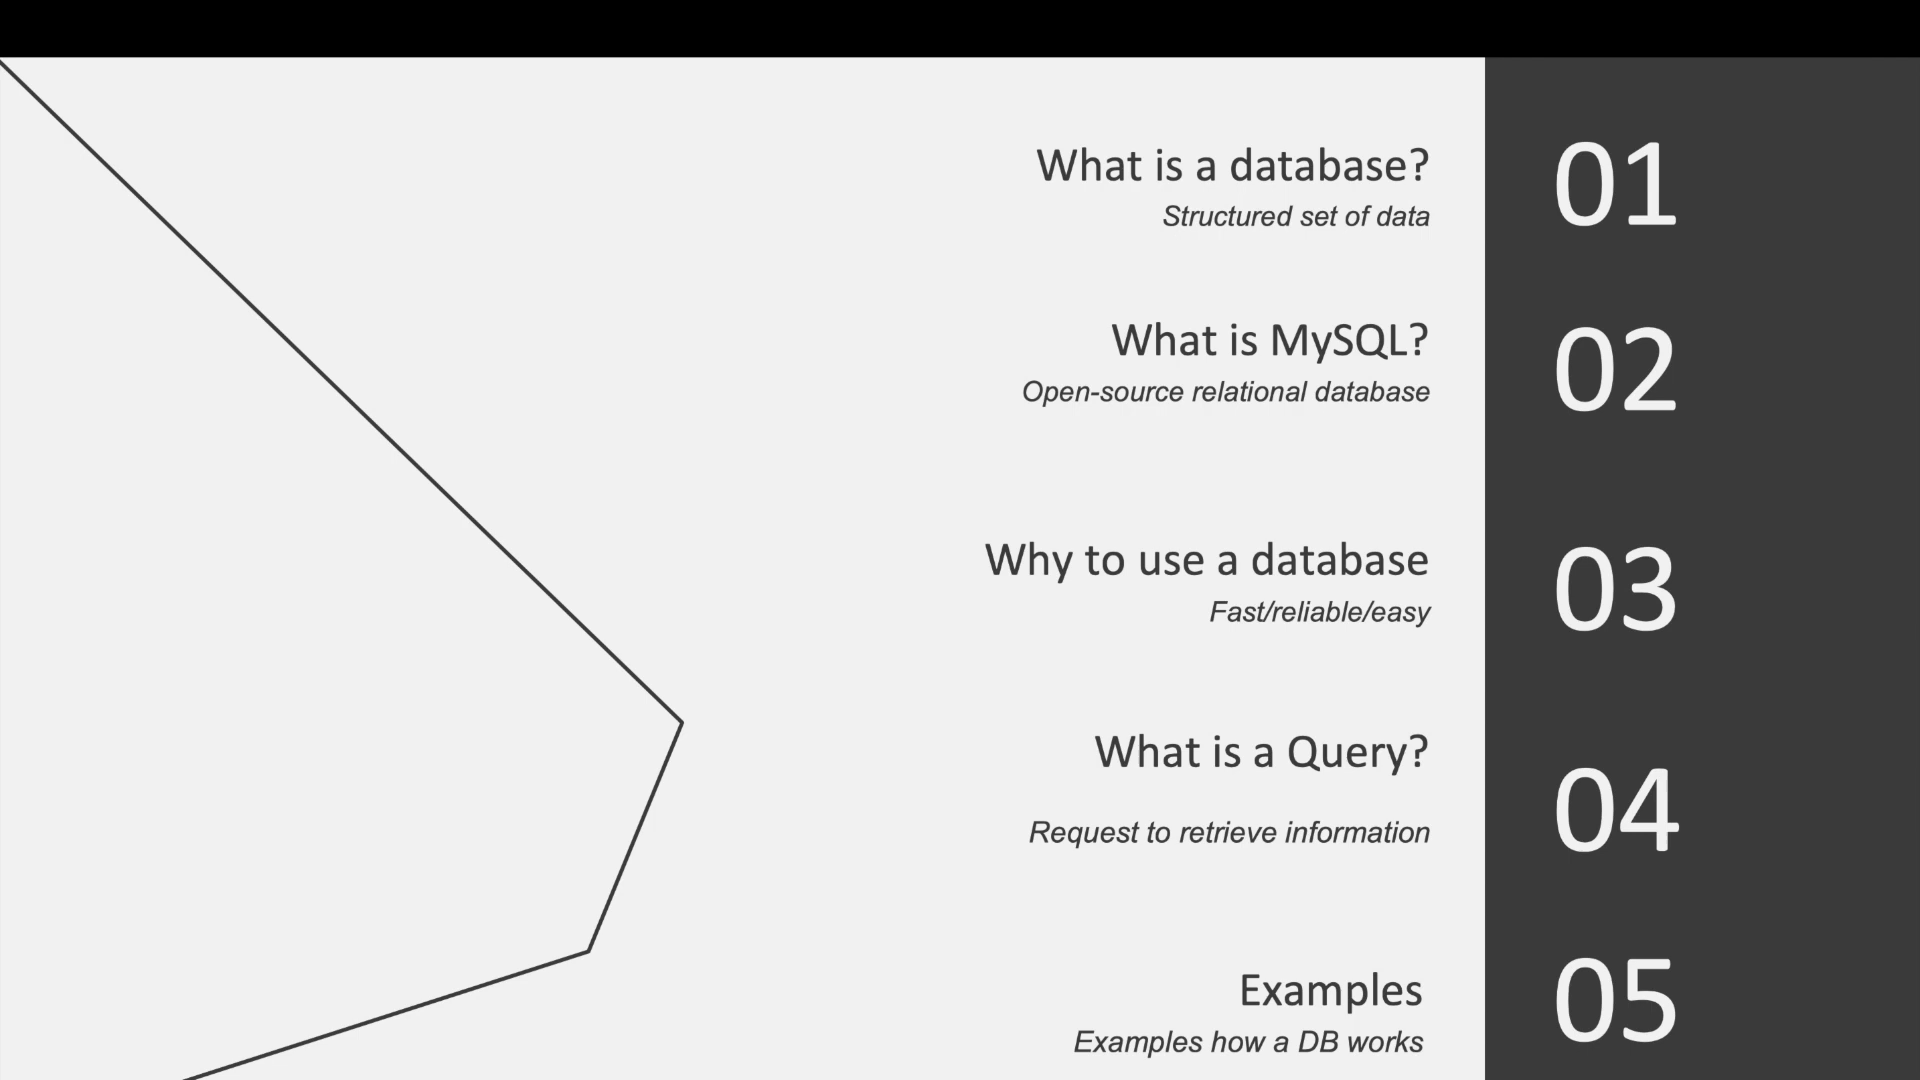 What is a database?
Structured set of data
01
What is MySQL?
Open-source relational database
02
Why to use a database
Fast/reliable/easy
03
What is a Query?
Request to retrieve information
04
Examples
Examples how a DB works
05